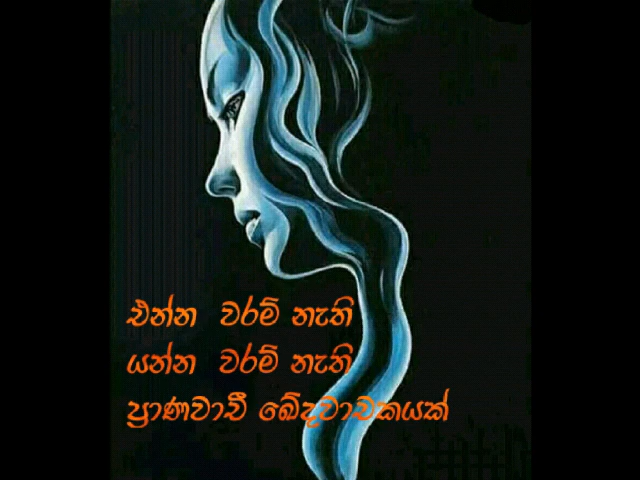 එන්න වරම් නැති
යන්න වරම් නැති
ප්‍රාණවාචී ඛේදවාචකයක්